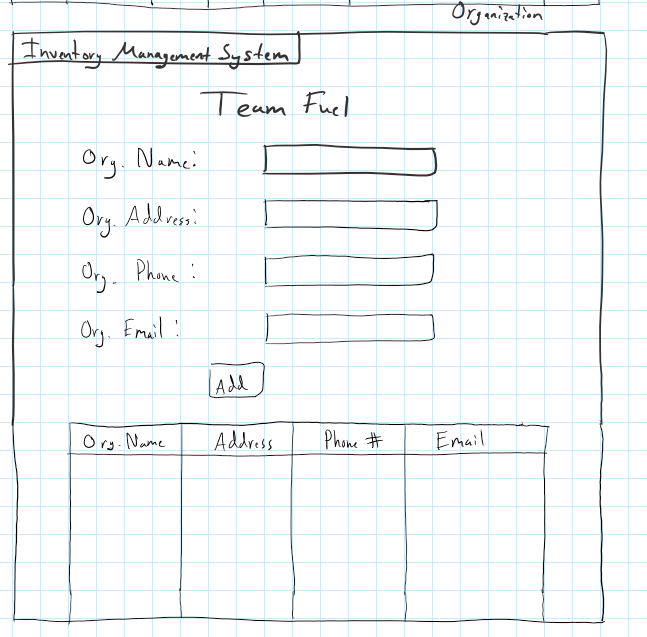 Organization
Inventory Management System
Team Fuel
Org. Name:
Org. Address:
Org. Phone:
Org. Email:
Add
Org. Name Address Phone # Email